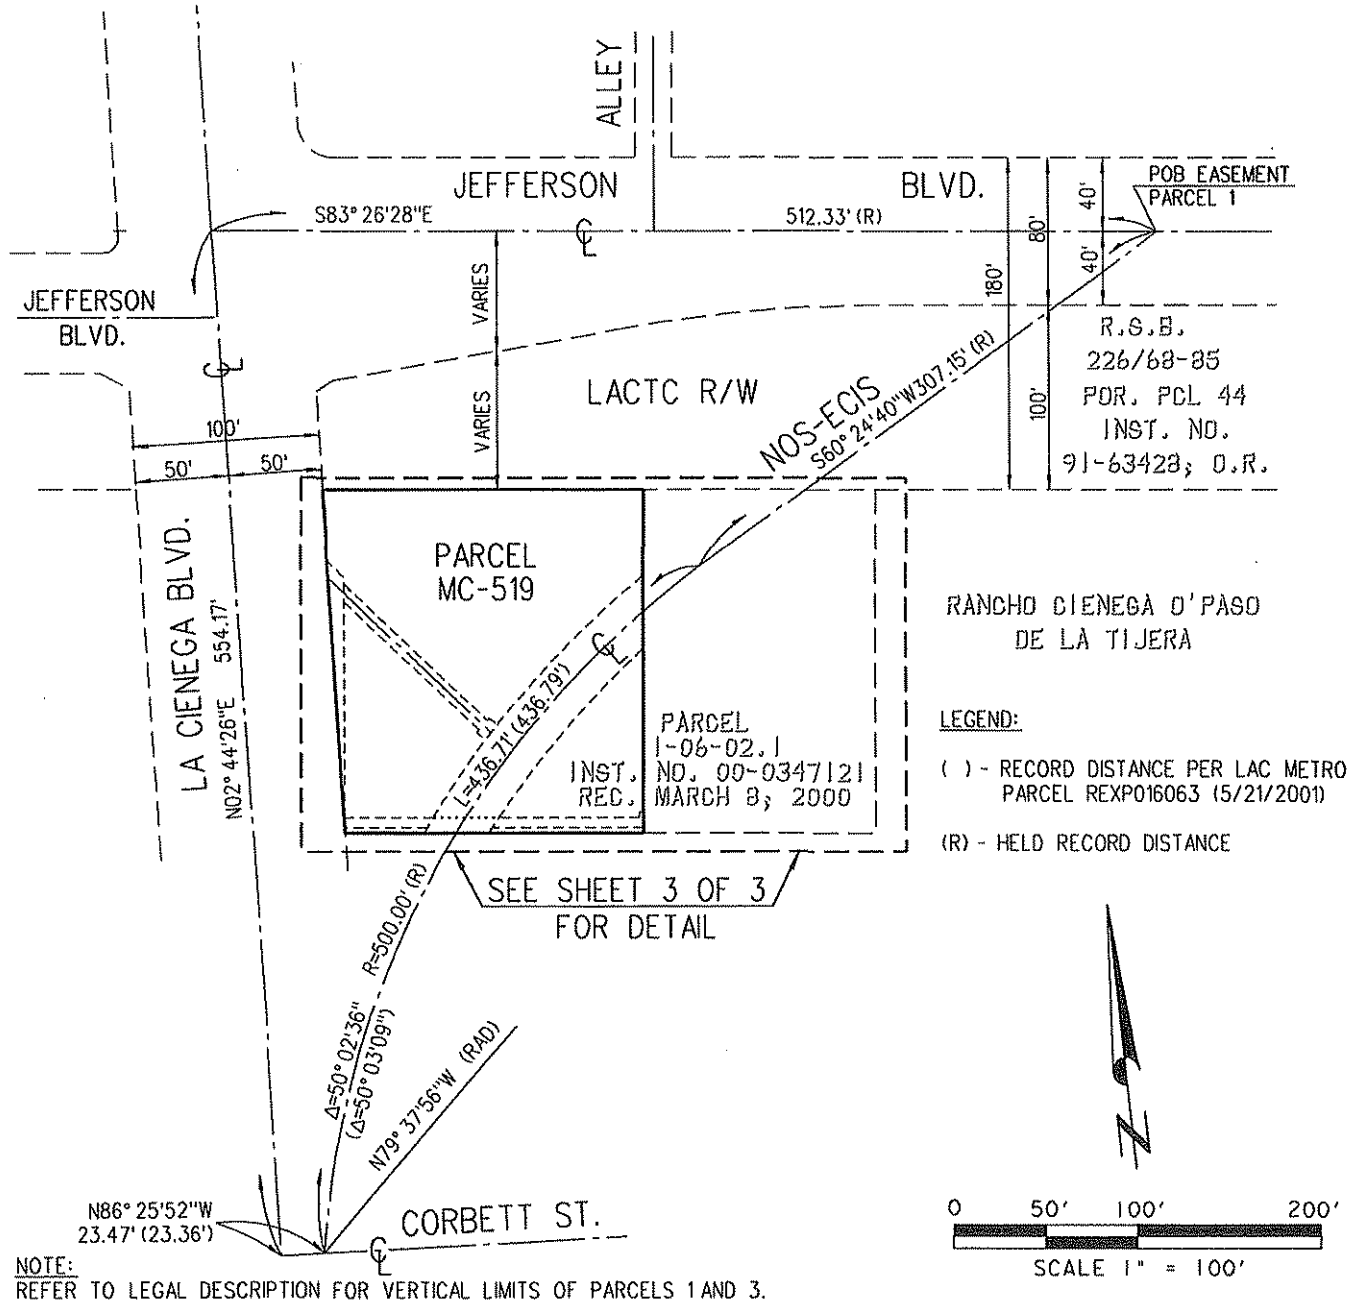 ALLEY
JEFFERSON BLVD.
POB EASEMENT
PARCEL 1
S83° 26'28"E
℄
512.33' (R)
40'
80'
40'
180'
100'
JEFFERSON
BLVD.
℄
VARIES
VARIES
LACTC R/W
NOS-ECIS
S60° 24'40"W307.15' (R)
R.S.B.
226/68-85
POR. PCL 44
INST. NO.
91-63428; O.R.
100'
50'
50'
LA CIENEGA BLVD.
N02° 44'26"E 554.17'
PARCEL
MC-519
℄
L=436.71' (436.79')
RANCHO CIENEGA O'PASO
DE LA TIJERA
PARCEL
1-06-02.1
INST. NO. 00-0347121
REC. MARCH 8; 2000
LEGEND:
( ) - RECORD DISTANCE PER LAC METRO
PARCEL REXP016063 (5/21/2001)
(R) - HELD RECORD DISTANCE
SEE SHEET 3 OF 3
FOR DETAIL
R=500.00' (R)
Δ=50° 02'36"
(Δ=50° 03'09")
N79° 37'56"W (RAD)
N86° 25'52"W
23.47' (23.36')
CORBETT ST.
℄
0 50' 100' 200'
SCALE 1" = 100'
NOTE:
REFER TO LEGAL DESCRIPTION FOR VERTICAL LIMITS OF PARCELS 1 AND 3.